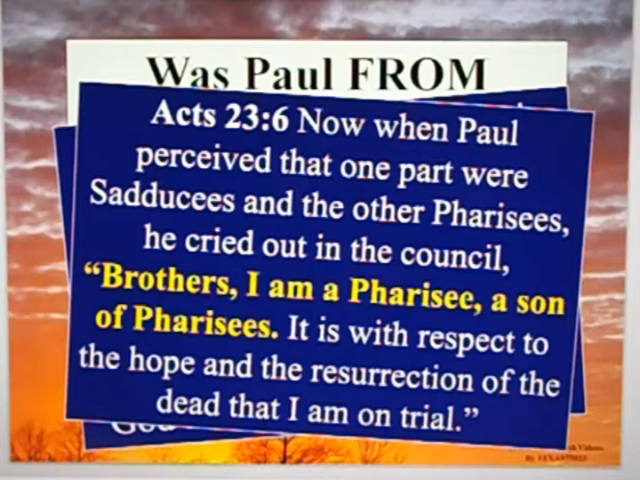 Was Paul FROM
Acts 23:6 Now when Paul
perceived that one part were
Sadducees and the other Pharisees,
he cried out in the council,
“Brothers, I am a Pharisee, a son
of Pharisees. It is with respect to
the hope and the resurrection of the
dead that I am on trial.”
God